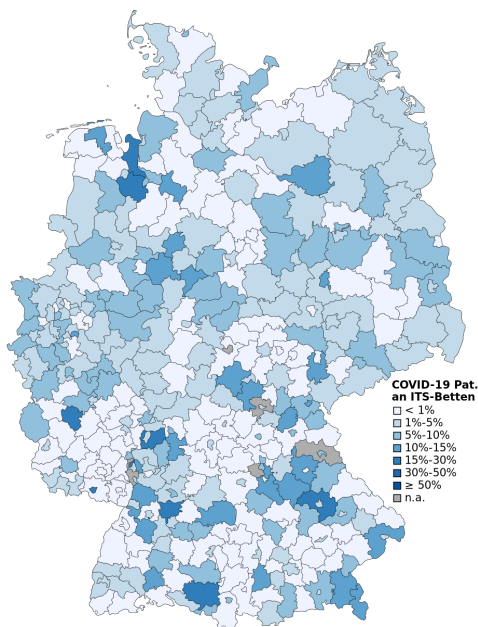 COVID-19 Pat.
an ITS-Betten
< 1%
1%-5%
5%-10%
10%-15%
15%-30%
30%-50%
≥ 50%
n.a.